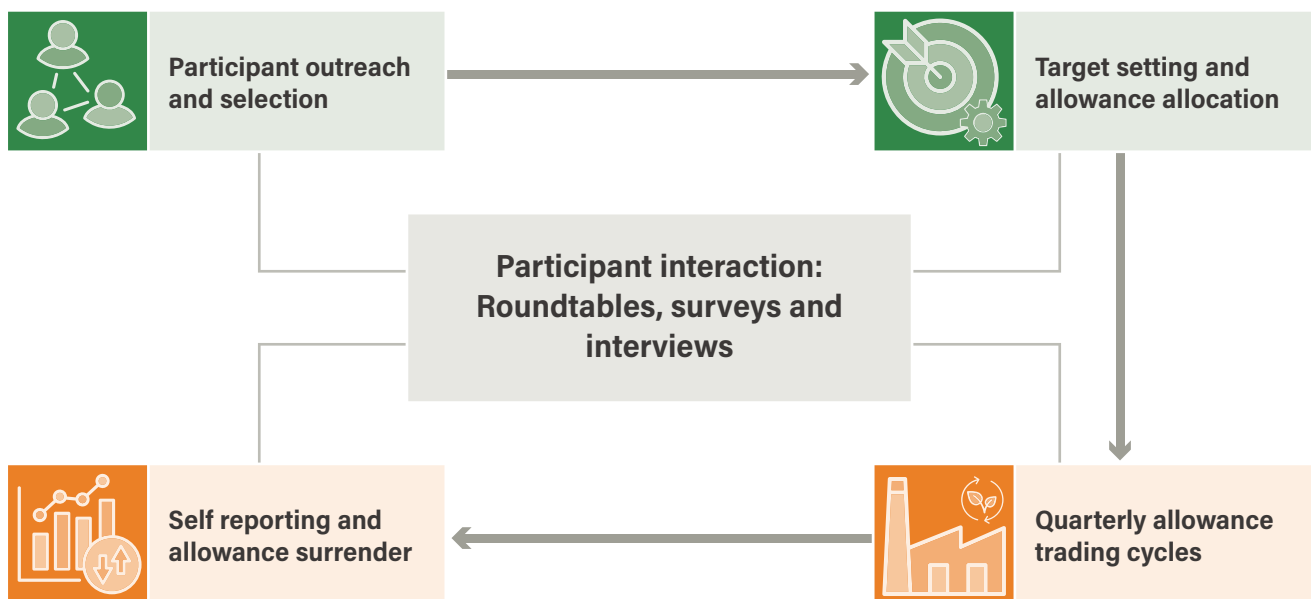 Participant outreach
and selection
Target setting and
allowance allocation
Participant interaction:
Roundtables, surveys and
interviews
Self reporting and
allowance surrender
Quarterly allowance
trading cycles